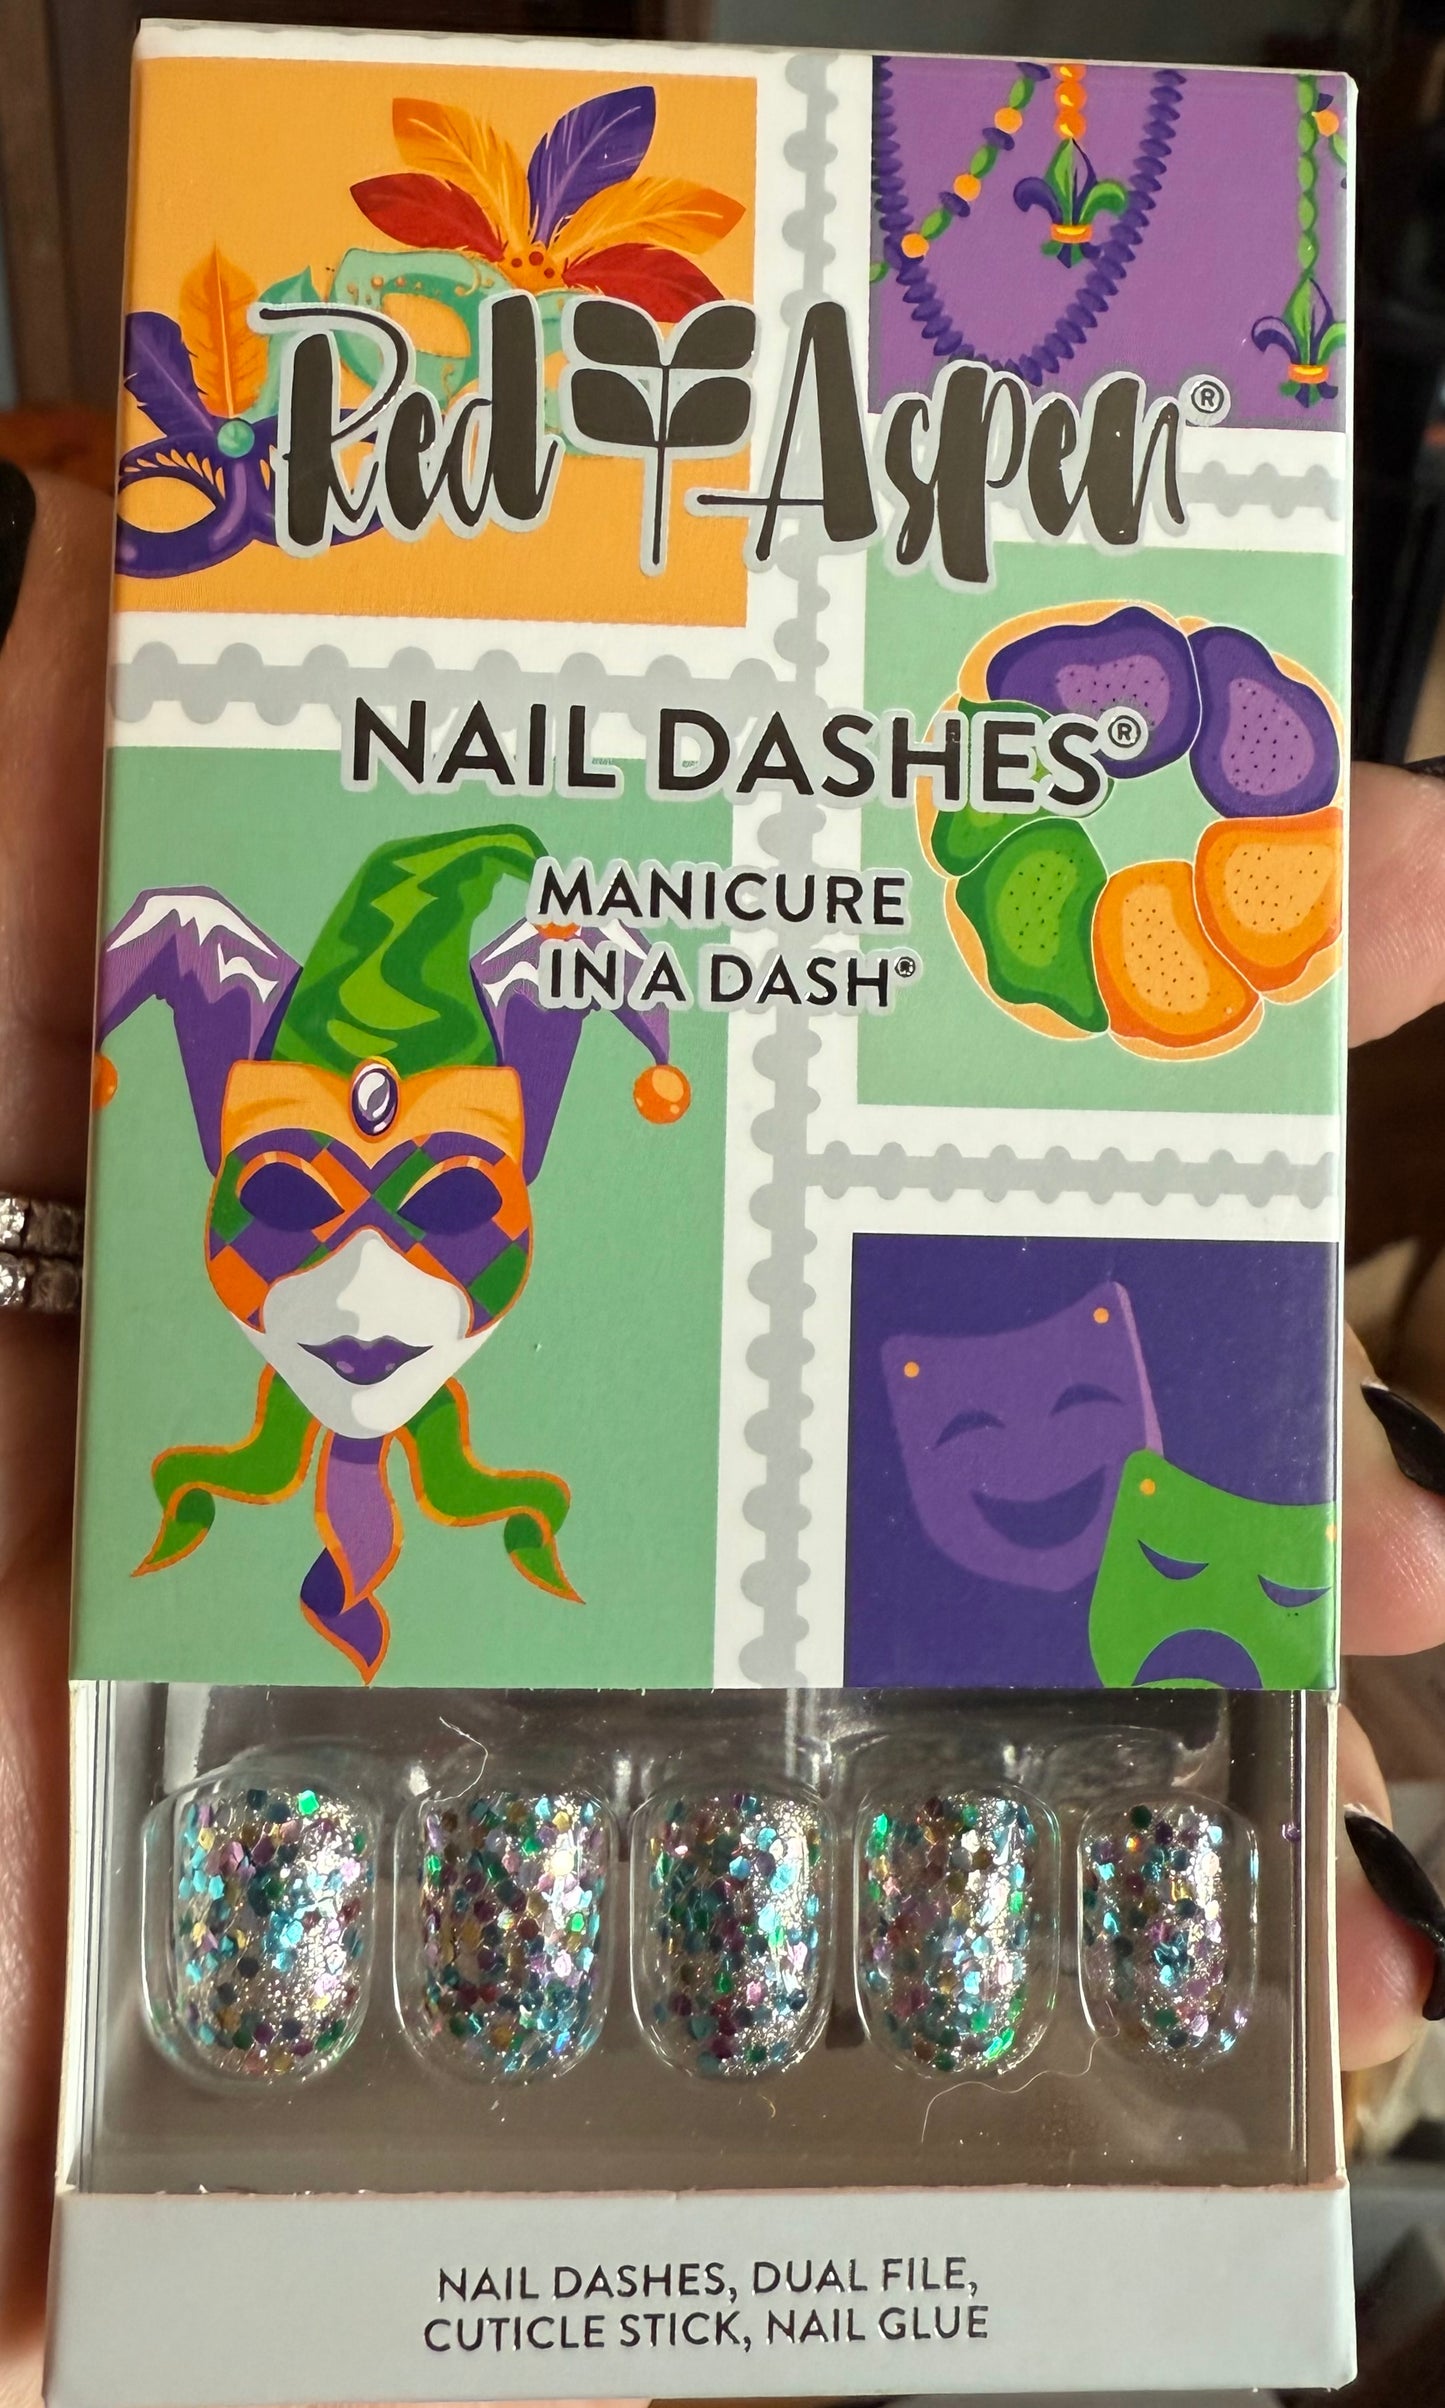 Red Aspen®
NAIL DASHES®
MANICURE
IN A DASH®
NAIL DASHES, DUAL FILE,
CUTICLE STICK, NAIL GLUE